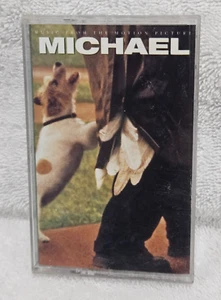 MUSIC FROM THE MOTION PICTURE
MICHAEL